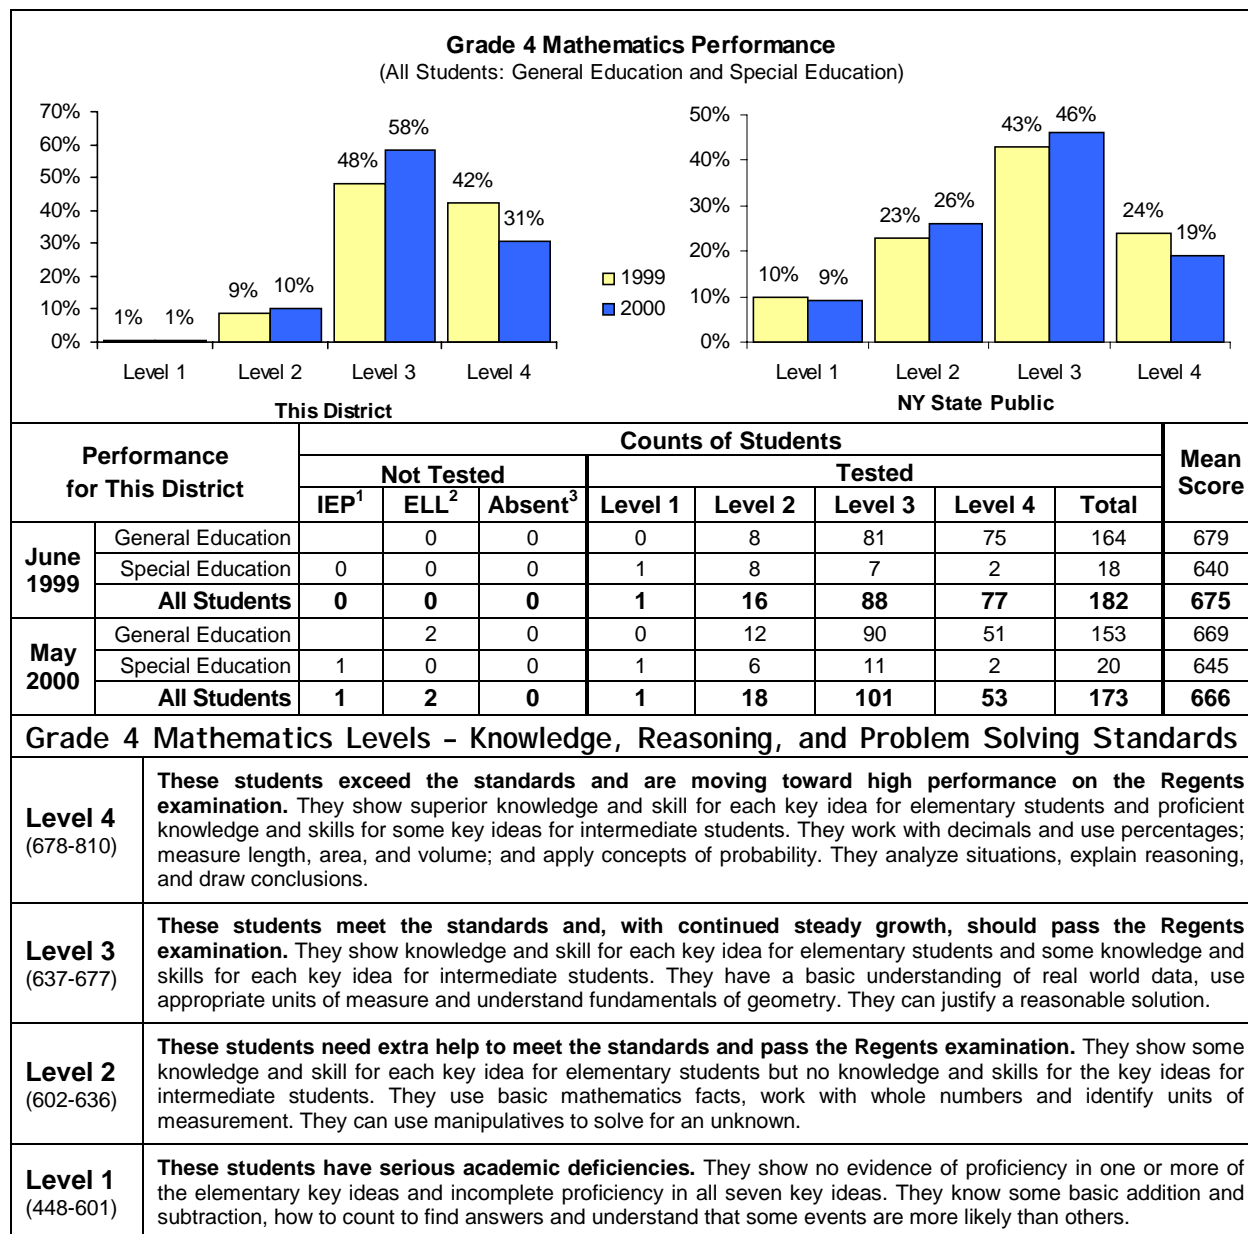 Grade 4 Mathematics Performance
(All Students: General Education and Special Education)
70%
60%
50%
40%
30%
20%
10%
0%
1% 1%
9% 10%
48% 58%
42% 31%
Level 1 Level 2 Level 3 Level 4
This District
1999
2000
50%
40%
30%
20%
10%
0%
10% 9%
23% 26%
43% 46%
24% 19%
Level 1 Level 2 Level 3 Level 4
NY State Public
Performance for This District Counts of Students Mean Score
Not Tested Tested
IEP1 ELL2 Absent3 Level 1 Level 2 Level 3 Level 4 Total
June 1999
General Education 0 0 0 8 81 75 164 679
Special Education 0 0 0 1 8 7 2 18 640
All Students 0 0 0 1 16 88 77 182 675
May 2000
General Education 2 0 0 12 90 51 153 669
Special Education 1 0 0 1 6 11 2 20 645
All Students 1 2 0 1 18 101 53 173 666
Grade 4 Mathematics Levels – Knowledge, Reasoning, and Problem Solving Standards
Level 4
(678-810)
These students exceed the standards and are moving toward high performance on the Regents
examination. They show superior knowledge and skill for each key idea for elementary students and proficient
knowledge and skills for some key ideas for intermediate students. They work with decimals and use percentages;
measure length, area, and volume; and apply concepts of probability. They analyze situations, explain reasoning,
and draw conclusions.
Level 3
(637-677)
These students meet the standards and, with continued steady growth, should pass the Regents
examination. They show knowledge and skill for each key idea for elementary students and some knowledge and
skills for each key idea for intermediate students. They have a basic understanding of real world data, use
appropriate units of measure and understand fundamentals of geometry. They can justify a reasonable solution.
Level 2
(602-636)
These students need extra help to meet the standards and pass the Regents examination. They show some
knowledge and skill for each key idea for elementary students but no knowledge and skills for the key ideas for
intermediate students. They use basic mathematics facts, work with whole numbers and identify units of
measurement. They can use manipulatives to solve for an unknown.
Level 1
(448-601)
These students have serious academic deficiencies. They show no evidence of proficiency in one or more of
the elementary key ideas and incomplete proficiency in all seven key ideas. They know some basic addition and
subtraction, how to count to find answers and understand that some events are more likely than others.